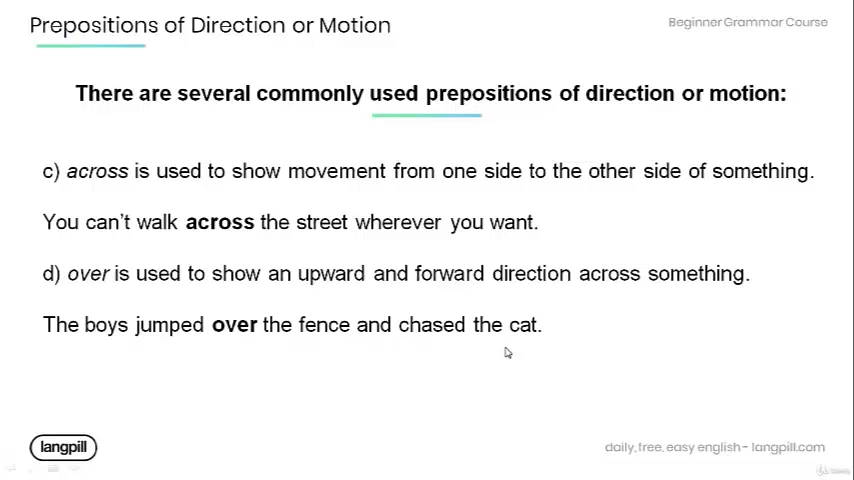 Prepositions of Direction or Motion
Beginner Grammar Course
There are several commonly used prepositions of direction or motion:
c) across is used to show movement from one side to the other side of something.
You can't walk across the street wherever you want.
d) over is used to show an upward and forward direction across something.
The boys jumped over the fence and chased the cat.
langpill
daily, free, easy english - langpill.com